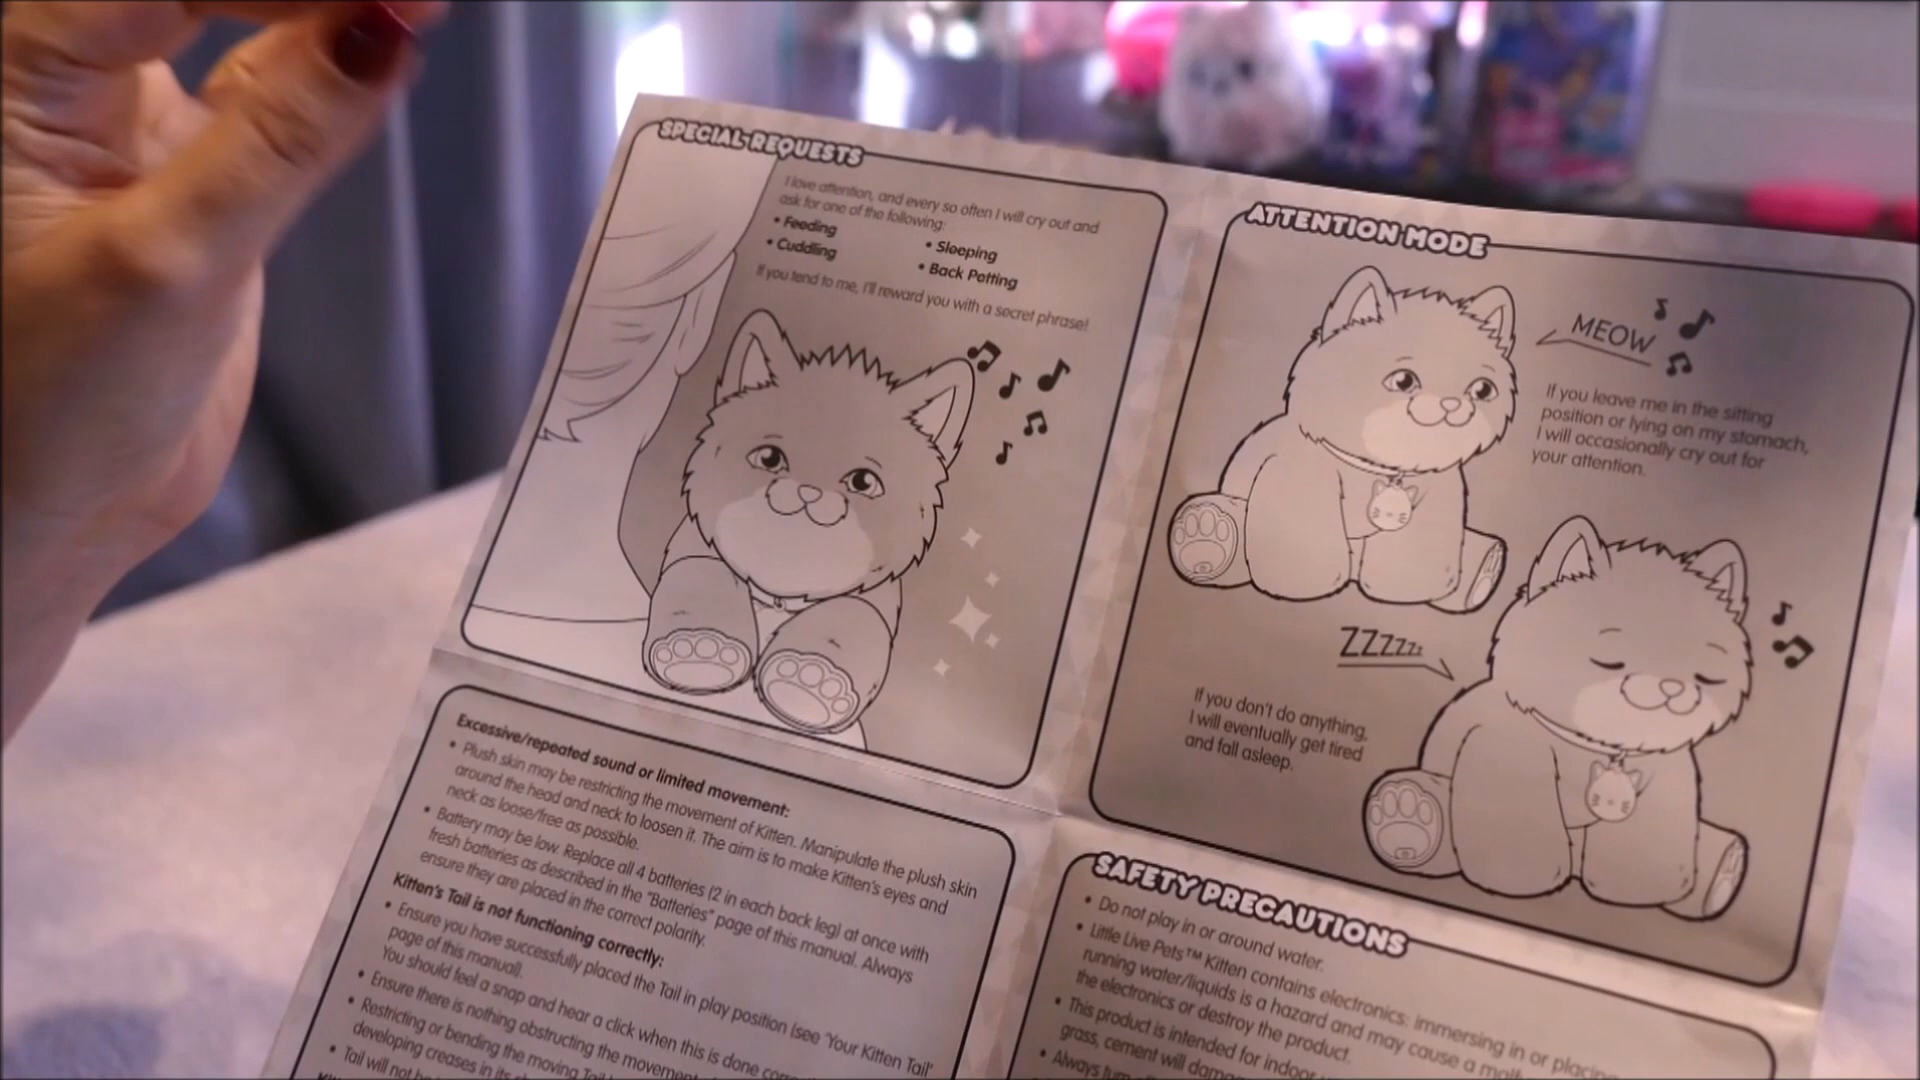 SPECIAL REQUESTS
I love attention, and every so often I will cry out and
ask for one of the following:
• Feeding
• Cuddling
• Sleeping
• Back Petting
If you tend to me, I'll reward you with a secret phrase!
ATTENTION MODE
MEOW
If you leave me in the sitting
position or lying on my stomach,
I will occasionally cry out for
your attention.
ZZZZzzz
If you don't do anything,
I will eventually get tired
and fall asleep.
Excessive/repeated sound or limited movement:
• Plush skin may be restricting the movement of Kitten. Manipulate the plush skin
around the head and neck to loosen it. The aim is to make Kitten's eyes and
neck as loose/free as possible.
• Battery may be low. Replace all 4 batteries (2 in each back leg) at once with
fresh batteries as described in the "Batteries" page of this manual. Always
ensure they are placed in the correct polarity.
Kitten's Tail is not functioning correctly:
• Ensure you have successfully placed the Tail in play position (see 'Your Kitten Tail'
page of this manual).
You should feel a snap and hear a click when this is done
• Ensure there is nothing obstructing the
• Restricting or bending the moving Tail
developing creases in its
• Tail will not
SAFETY PRECAUTIONS
• Do not play in or around water.
• Little Live Pets™ Kitten contains electronics: immersing in or placing
running water/liquids is a hazard and may cause a
the electronics or destroy the product.
• This product is intended for indoor
grass, cement will
• Always